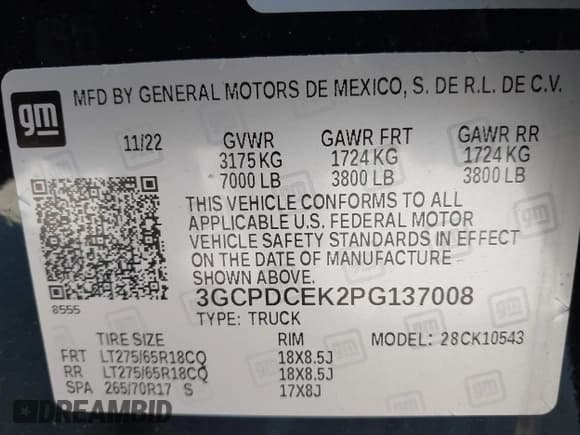 gm MFD BY GENERAL MOTORS DE MEXICO, S. DE R.L. DE C.V.
11/22 GVWR GAWR FRT GAWR RR
3175 KG 1724 KG 1724 KG
7000 LB 3800 LB 3800 LB
THIS VEHICLE CONFORMS TO ALL
APPLICABLE U.S. FEDERAL MOTOR
VEHICLE SAFETY STANDARDS IN EFFECT
ON THE DATE OF MANUFACTURE
SHOWN ABOVE.
8555
3GCPDCEK2PG137008
TYPE: TRUCK
TIRE SIZE RIM MODEL: 28CK10543
FRT LT275/65R18CQ 18X8.5J
RR LT275/65R18CQ 18X8.5J
SPA 265/70R17 S 17X8J
DREAMBID